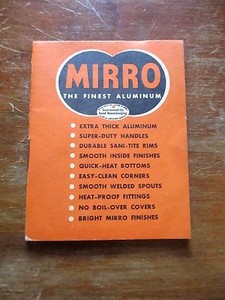 MIRRO
THE FINEST ALUMINUM
Guaranteed by
Good Housekeeping
EXTRA THICK ALUMINUM
SUPER-DUTY HANDLES
DURABLE SANI-TITE RIMS
SMOOTH INSIDE FINISHES
QUICK-HEAT BOTTOMS
EASY-CLEAN CORNERS
SMOOTH WELDED SPOUTS
HEAT-PROOF FITTINGS
NO BOIL-OVER COVERS
BRIGHT MIRRO FINISHES